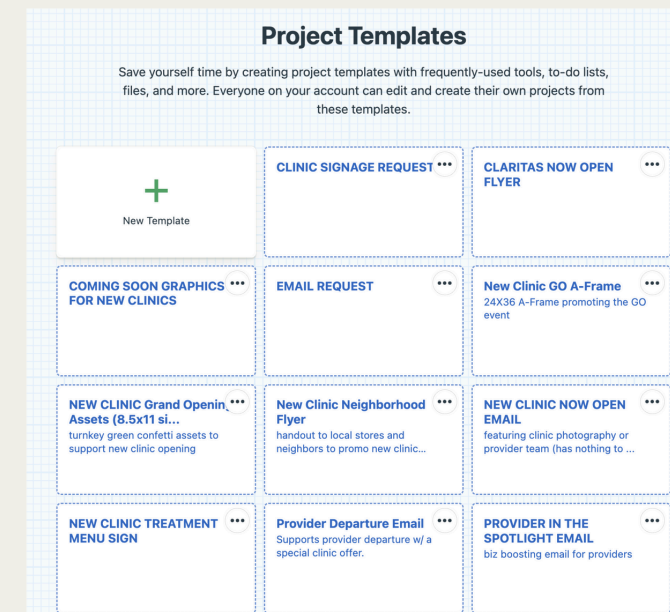 Project Templates
Save yourself time by creating project templates with frequently-used tools, to-do lists,
files, and more. Everyone on your account can edit and create their own projects from
these templates.
New Template
CLINIC SIGNAGE REQUEST
CLARITAS NOW OPEN
FLYER
COMING SOON GRAPHICS
FOR NEW CLINICS
EMAIL REQUEST
New Clinic GO A-Frame
24X36 A-Frame promoting the GO
event
NEW CLINIC Grand Openin
Assets (8.5x11 si...
turnkey green confetti assets to
support new clinic opening
New Clinic Neighborhood
Flyer
handout to local stores and
neighbors to promo new clinic...
NEW CLINIC NOW OPEN
EMAIL
featuring clinic photography or
provider team (has nothing to ...
NEW CLINIC TREATMENT
MENU SIGN
Provider Departure Email
Supports provider departure w/ a
special clinic offer.
PROVIDER IN THE
SPOTLIGHT EMAIL
biz boosting email for providers